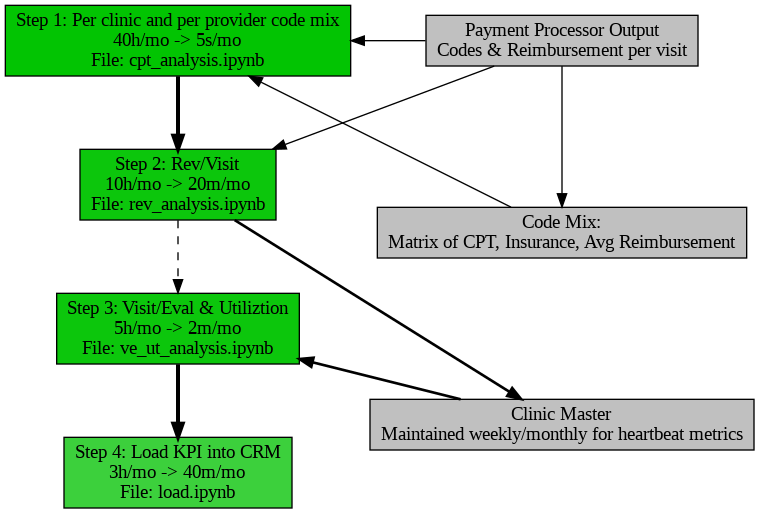 Step 1: Per clinic and per provider code mix
40h/mo -> 5s/mo
File: cpt_analysis.ipynb
Payment Processor Output
Codes & Reimbursement per visit
Step 2: Rev/Visit
10h/mo -> 20m/mo
File: rev_analysis.ipynb
Code Mix:
Matrix of CPT, Insurance, Avg Reimbursement
Step 3: Visit/Eval & Utiliztion
5h/mo -> 2m/mo
File: ve_ut_analysis.ipynb
Clinic Master
Maintained weekly/monthly for heartbeat metrics
Step 4: Load KPI into CRM
3h/mo -> 40m/mo
File: load.ipynb